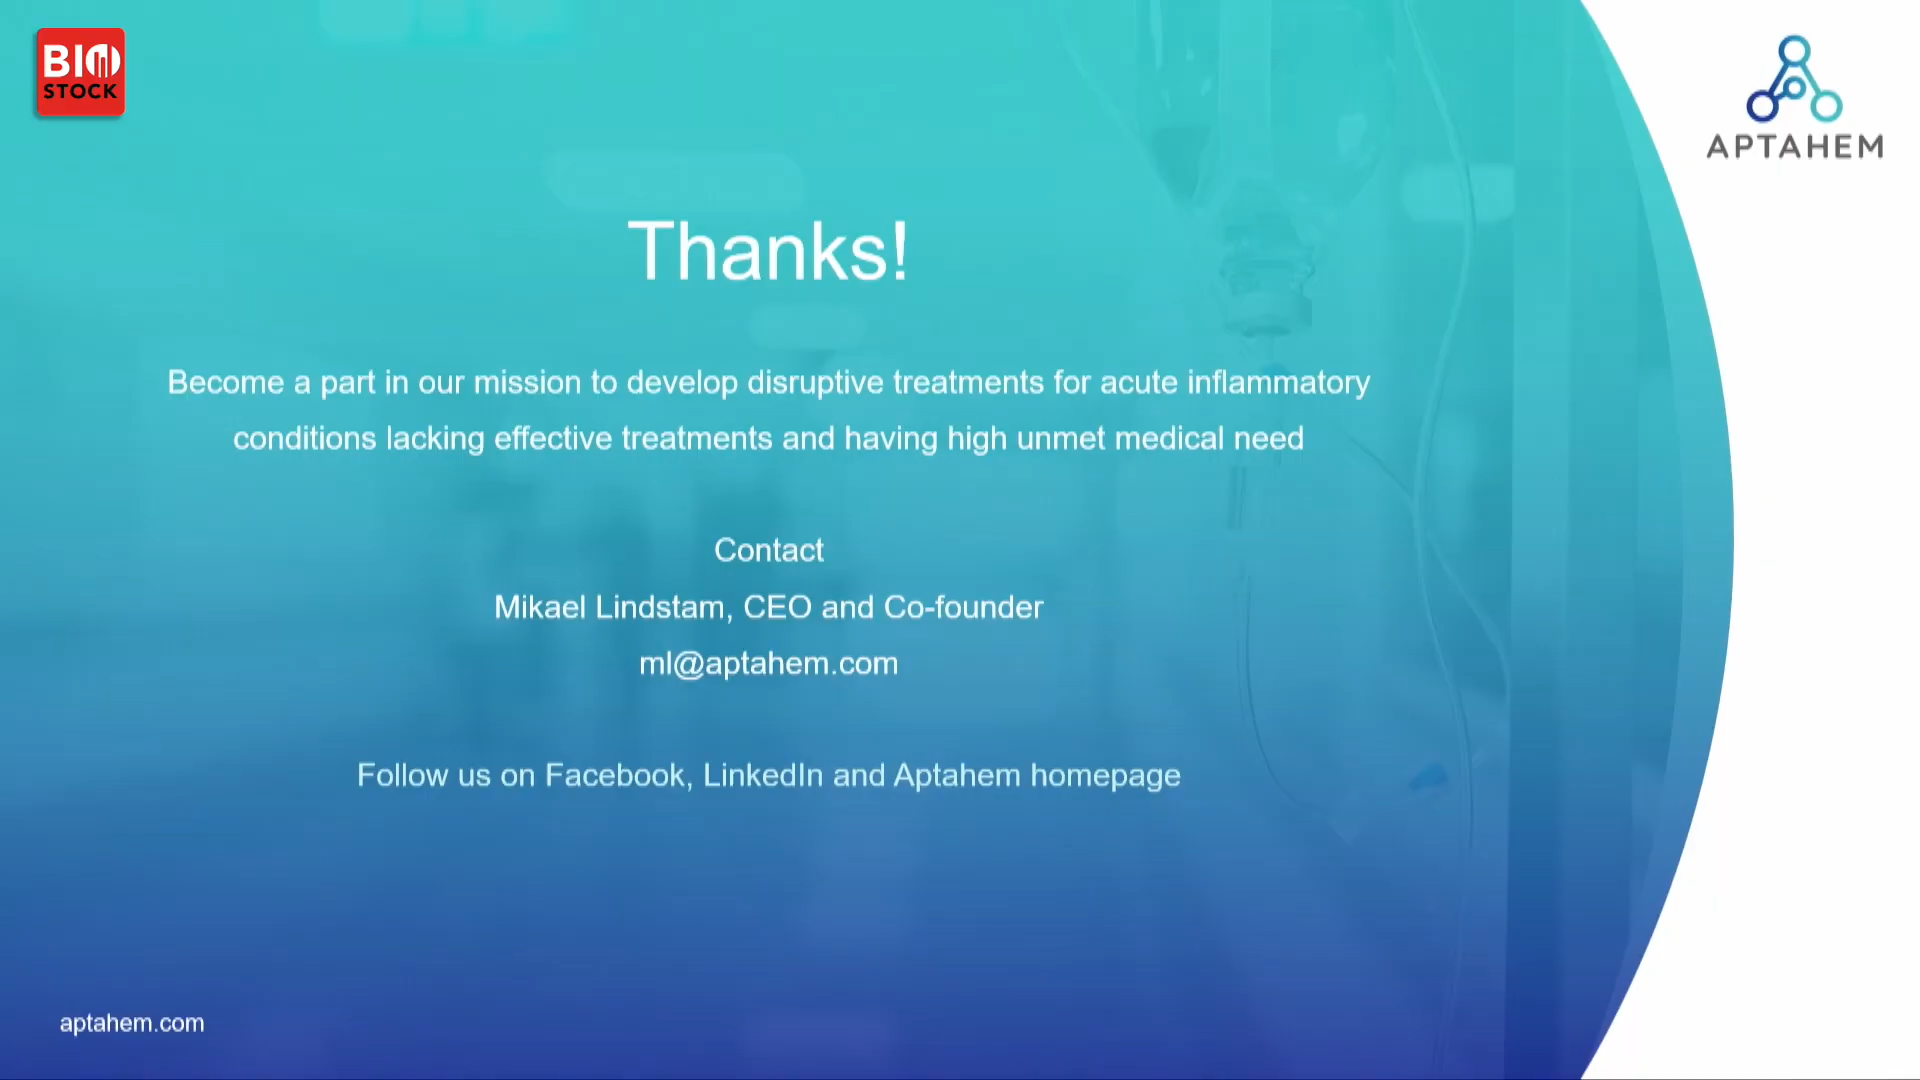 BIO
STOCK
APTAHEM
Thanks!
Become a part in our mission to develop disruptive treatments for acute inflammatory
conditions lacking effective treatments and having high unmet medical need
Contact
Mikael Lindstam, CEO and Co-founder
ml@aptahem.com
Follow us on Facebook, LinkedIn and Aptahem homepage
aptahem.com